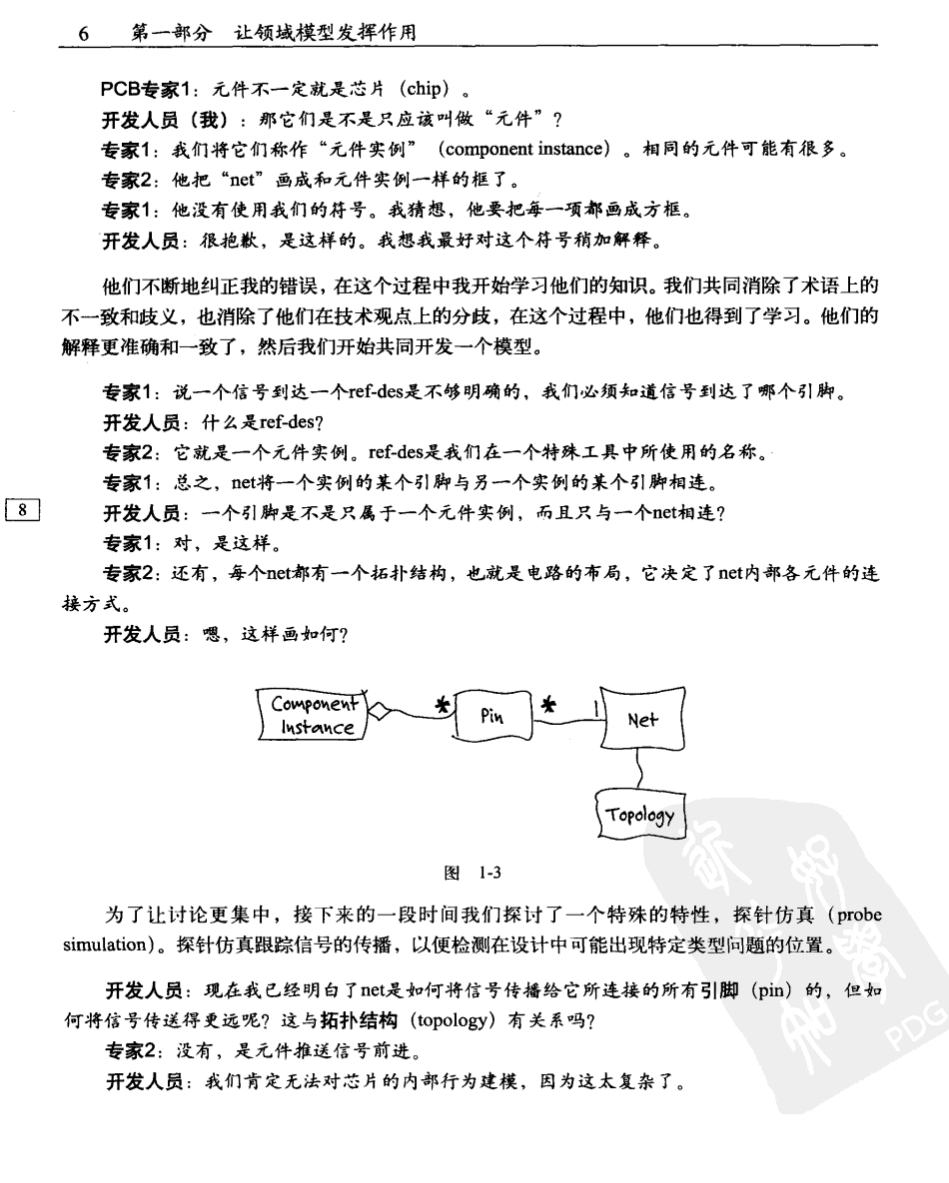 6 第一部分 让领域模型发挥作用
PCB专家1：元件不一定就是芯片（chip）。
开发人员（我）：那它们是不是只应该叫做“元件”？
专家1：我们将它们称作“元件实例”（component instance）。相同的元件可能有很多。
专家2：他把“net”画成和元件实例一样的框了。
专家1：他没有使用我们的符号。我猜想，他要把每一项都画成方框。
开发人员：很抱歉，是这样的。我想我最好对这个符号稍加解释。
他们不断地纠正我的错误，在这个过程中我开始学习他们的知识。我们共同消除了术语上的
不一致和歧义，也消除了他们在技术观点上的分歧，在这个过程中，他们也得到了学习。他们的
解释更准确和一致了，然后我们开始共同开发一个模型。
专家1：说一个信号到达一个ref-des是不够明确的，我们必须知道信号到达了哪个引脚。
开发人员：什么是ref-des？
专家2：它就是一个元件实例。ref-des是我们在一个特殊工具中所使用的名称。
专家1：总之，net将一个实例的某个引脚与另一个实例的某个引脚相连。
8
开发人员：一个引脚是不是只属于一个元件实例，而且只与一个net相连？
专家1：对，是这样。
专家2：还有，每个net都有一个拓扑结构，也就是电路的布局，它决定了net内部各元件的连
接方式。
开发人员：嗯，这样画如何？
Component
Instance
*
Pin
*
1
Net
Topology
图 1-3
为了让讨论更集中，接下来的一段时间我们探讨了一个特殊的特性，探针仿真（probe
simulation）。探针仿真跟踪信号的传播，以便检测在设计中可能出现特定类型问题的位置。
开发人员：现在我已经明白了net是如何将信号传播给它所连接的所有引脚（pin）的，但如
何将信号传送得更远呢？这与拓扑结构（topology）有关系吗？
专家2：没有，是元件推送信号前进。
开发人员：我们肯定无法对芯片的内部行为建模，因为这太复杂了。
PDG